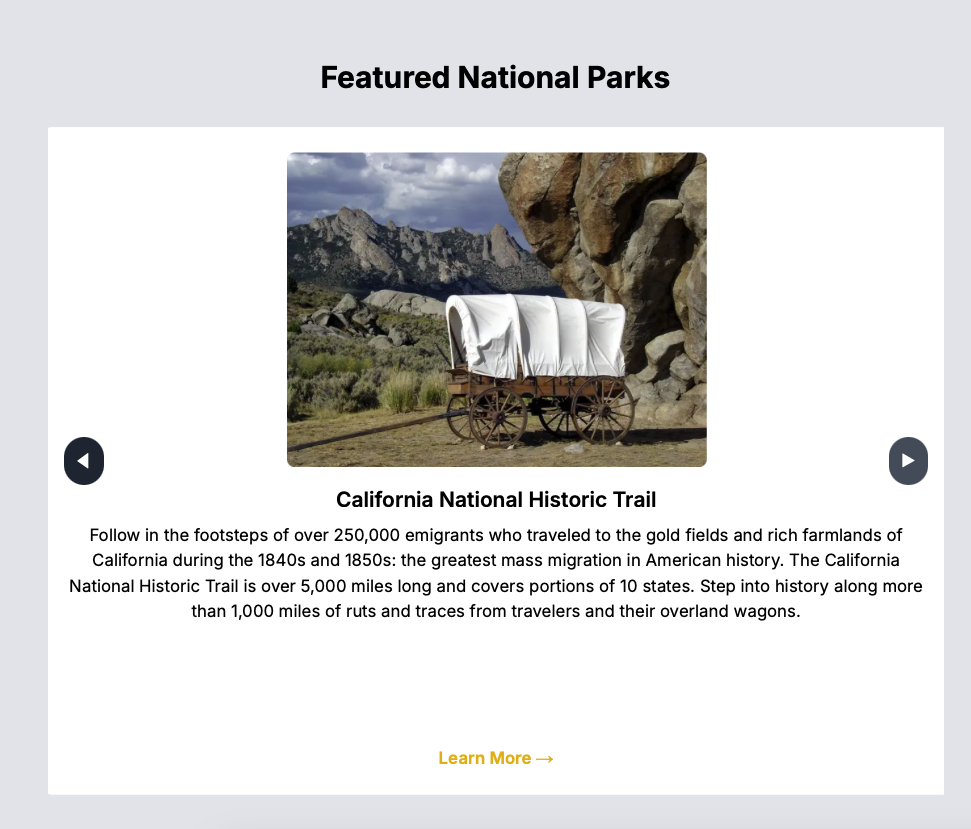 Featured National Parks
California National Historic Trail
Follow in the footsteps of over 250,000 emigrants who traveled to the gold fields and rich farmlands of
California during the 1840s and 1850s: the greatest mass migration in American history. The California
National Historic Trail is over 5,000 miles long and covers portions of 10 states. Step into history along more
than 1,000 miles of ruts and traces from travelers and their overland wagons.
Learn More →